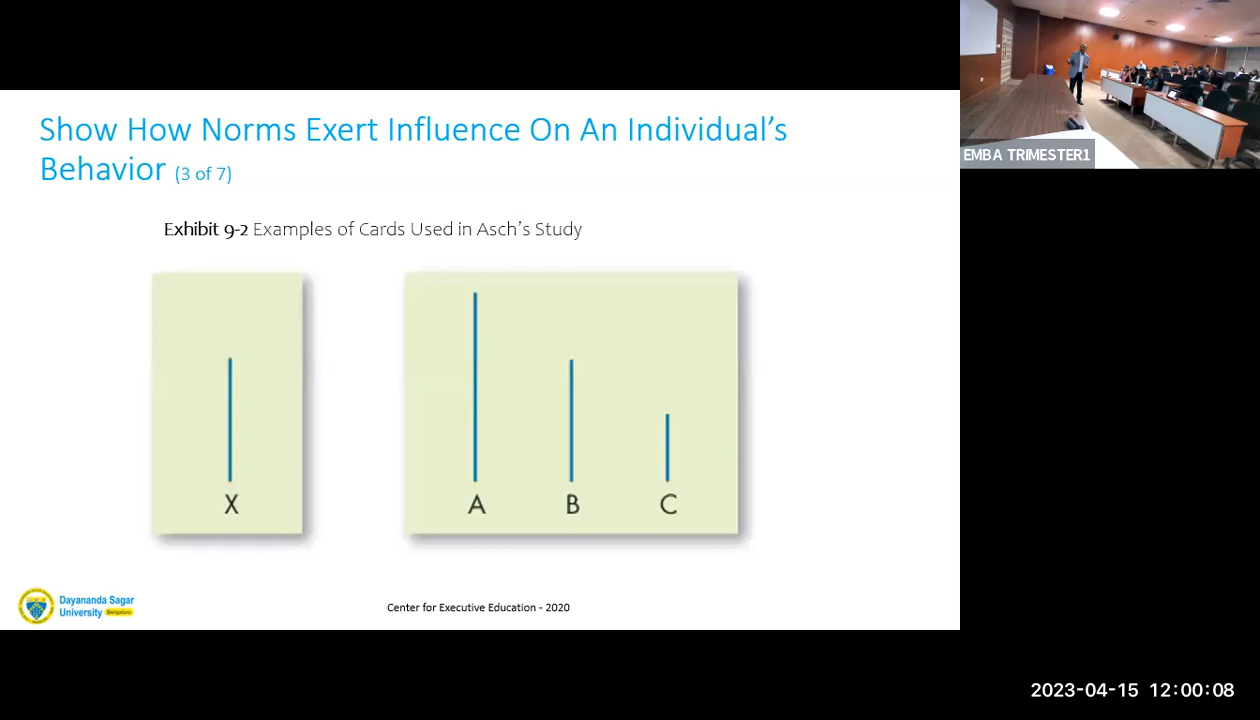 Show How Norms Exert Influence On An Individual's
Behavior (3 of 7)
Exhibit 9-2 Examples of Cards Used in Asch's Study
X
A B C
Dayananda Sagar
University Bengaluru
Center for Executive Education - 2020
EMBA TRIMESTER1
2023-04-15 12:00:08